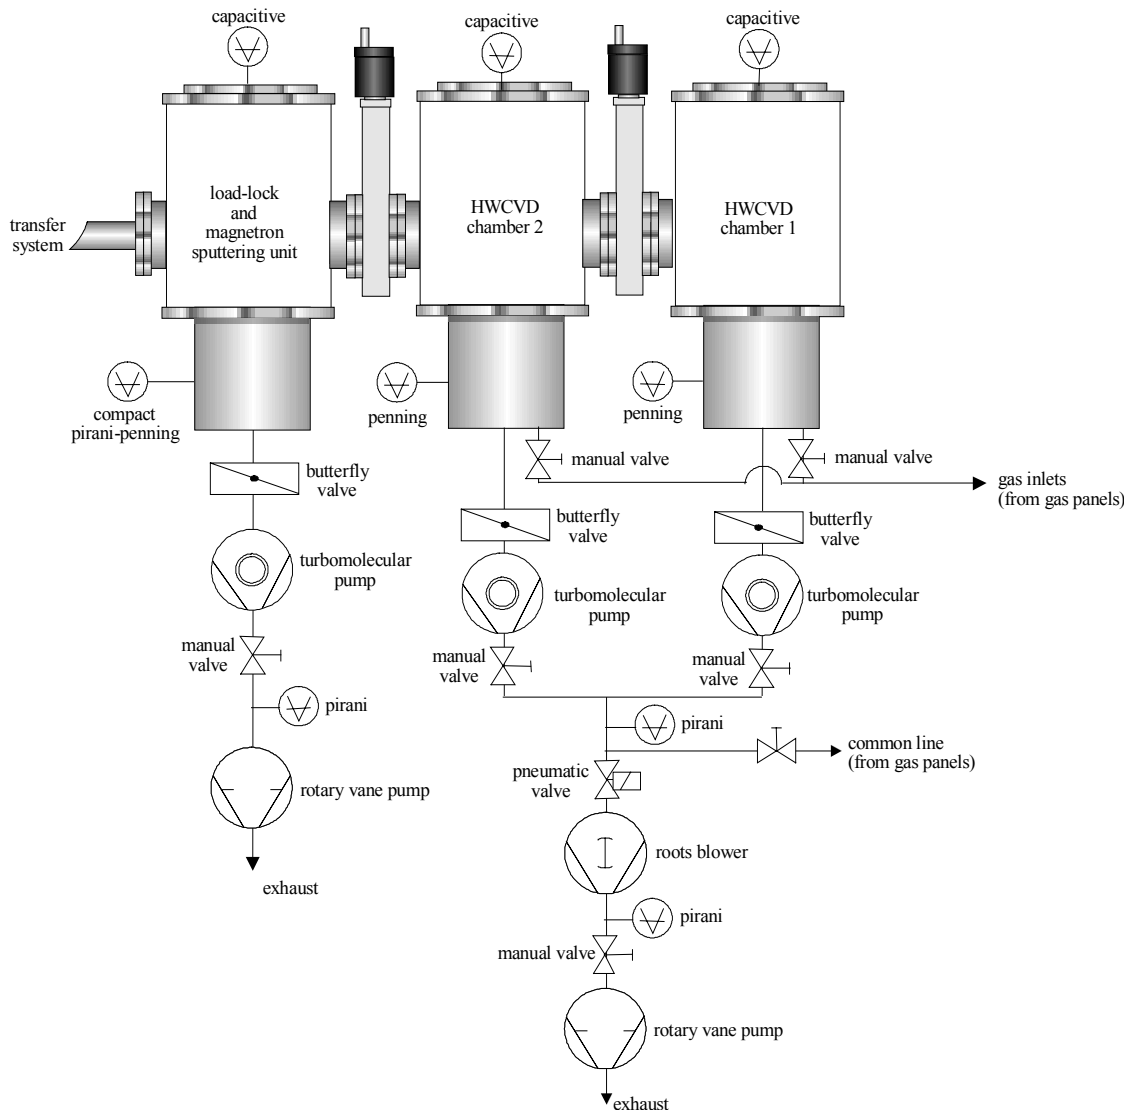 capacitive
capacitive
capacitive
load-lock
and
magnetron
sputtering unit
HWCVD
chamber 2
HWCVD
chamber 1
transfer
system
compact
pirani-penning
penning
penning
butterfly
valve
manual valve
manual valve
gas inlets
(from gas panels)
butterfly
valve
butterfly
valve
turbomolecular
pump
turbomolecular
pump
turbomolecular
pump
manual
valve
manual
valve
manual
valve
pirani
pirani
common line
(from gas panels)
pneumatic
valve
rotary vane pump
roots blower
exhaust
pirani
manual valve
rotary vane pump
exhaust